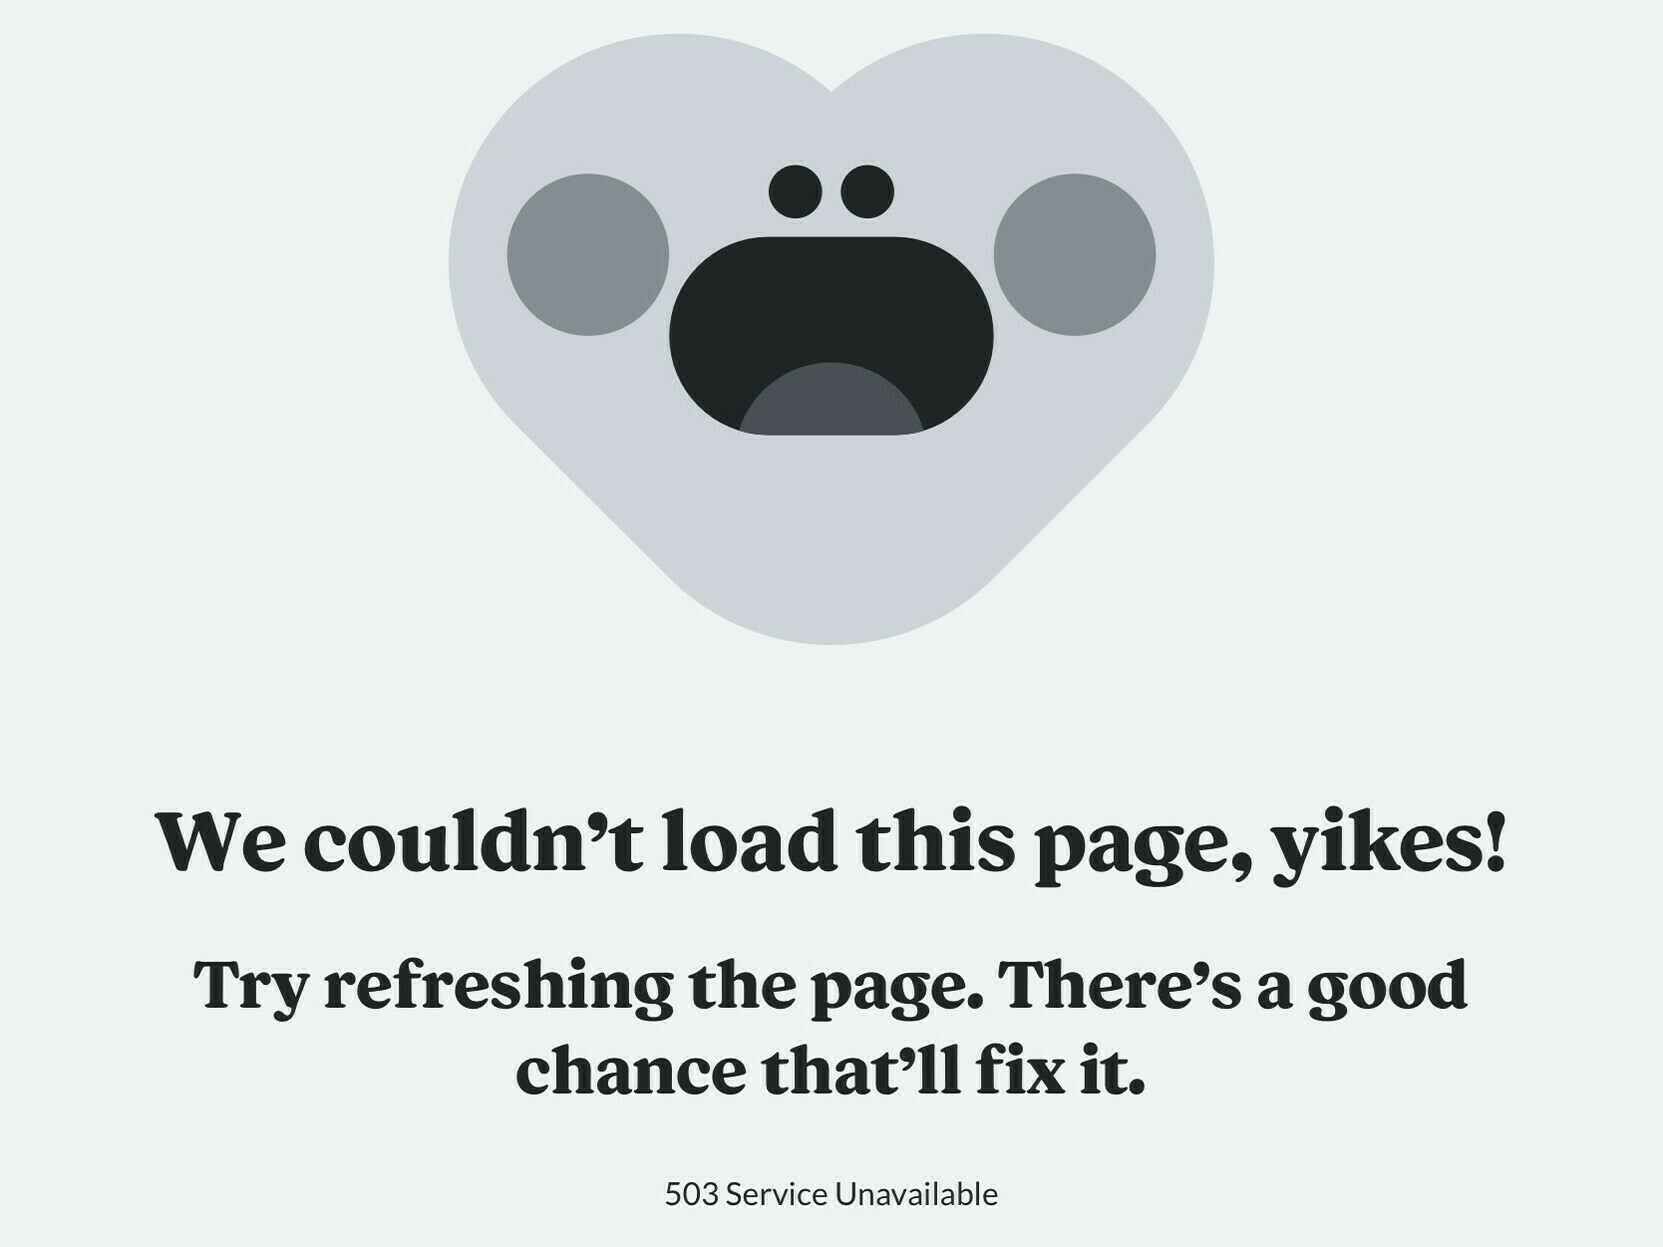 We couldn’t load this page, yikes!
Try refreshing the page. There’s a good
chance that’ll fix it.
503 Service Unavailable